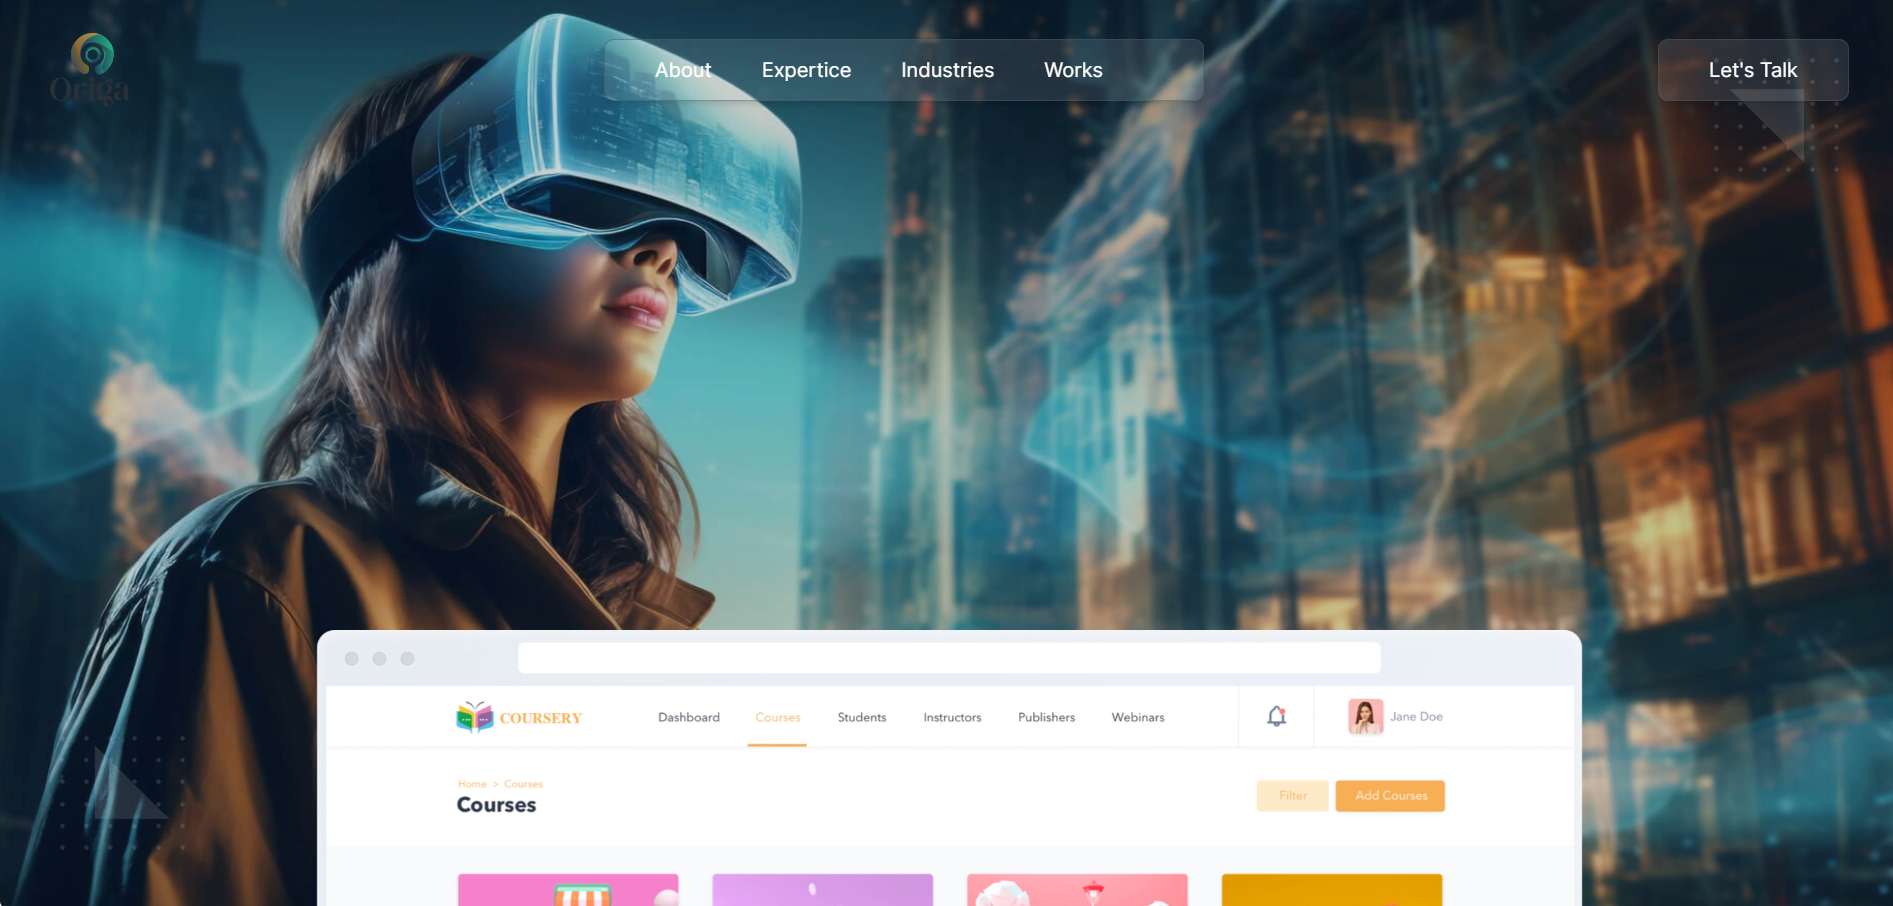 Origa
About Expertice Industries Works
Let's Talk
COURSERY Dashboard Courses Students Instructors Publishers Webinars Jane Doe
Home > Courses
Courses
Filter Add Courses